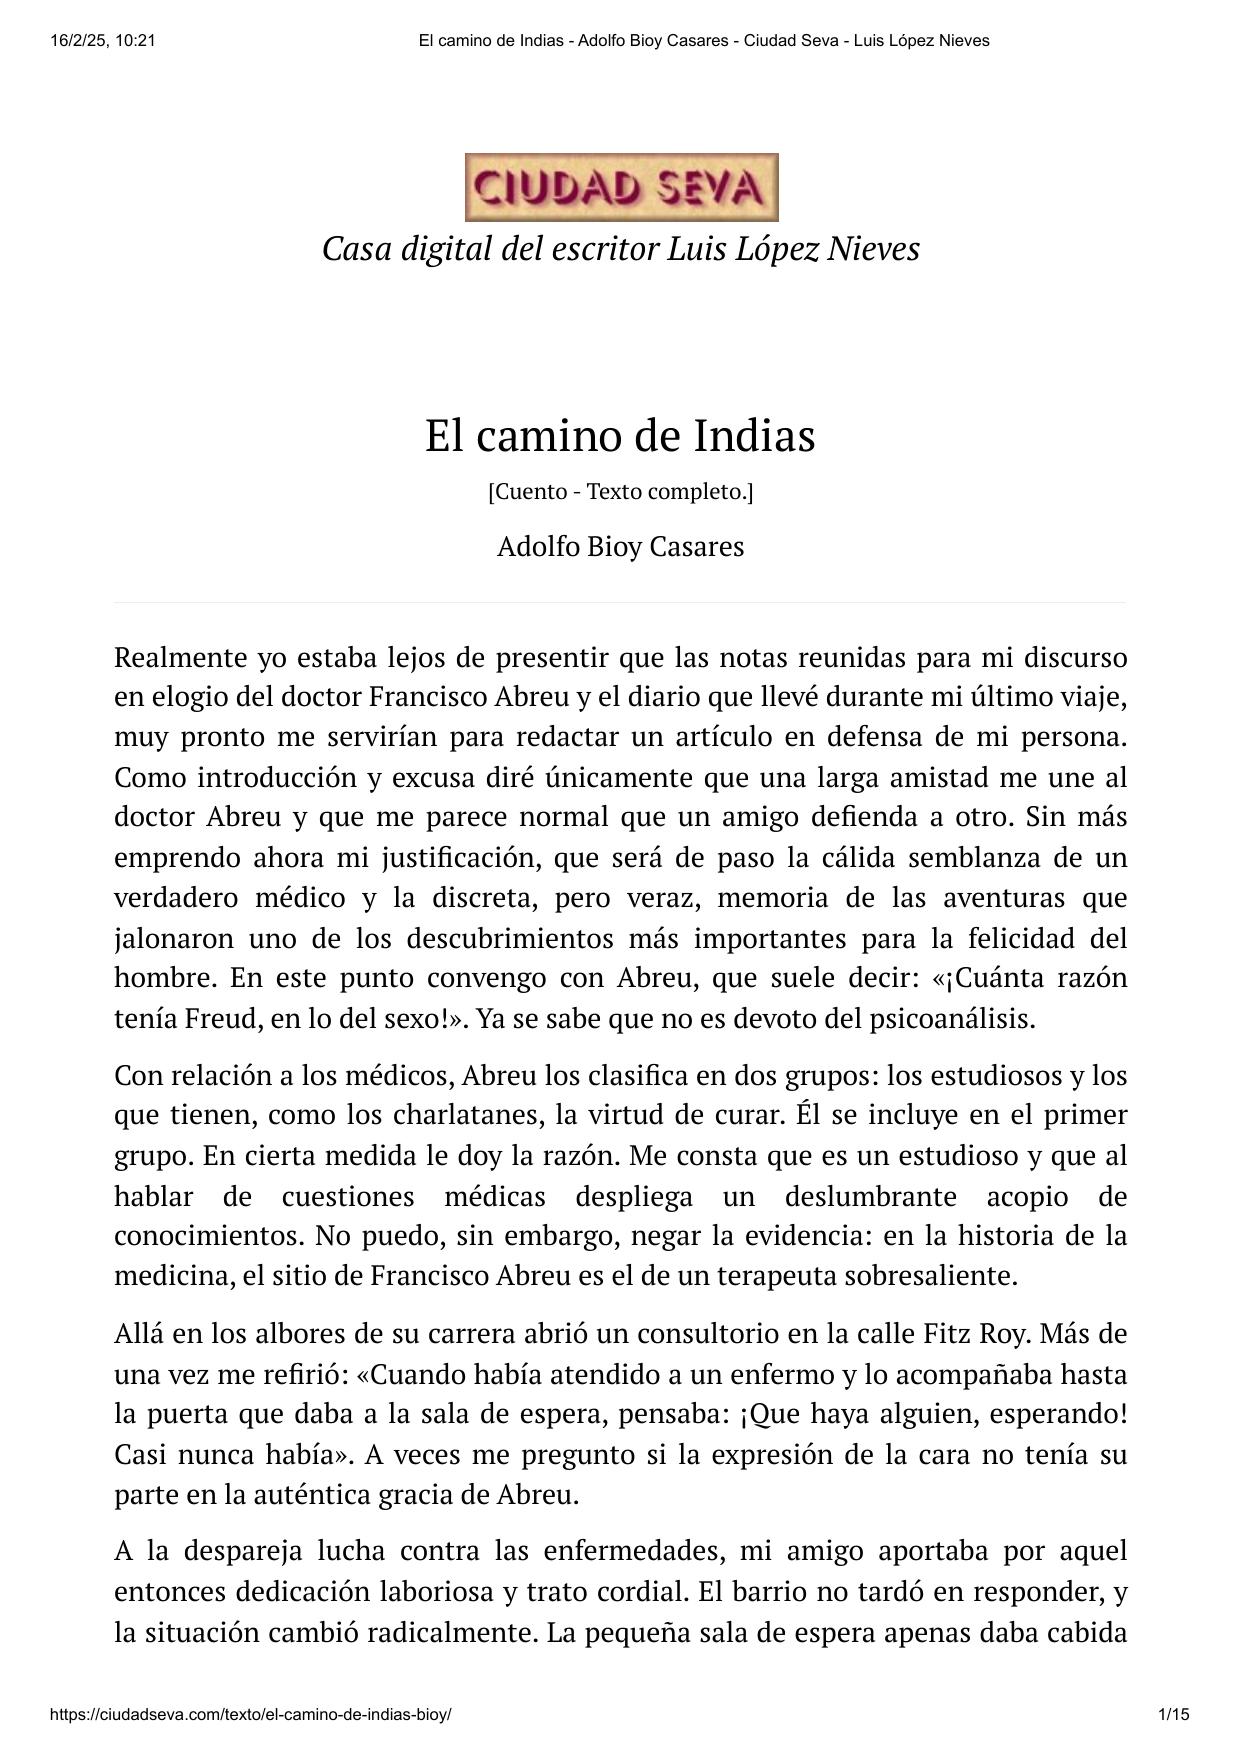 16/2/25, 10:21
El camino de Indias - Adolfo Bioy Casares - Ciudad Seva - Luis López Nieves
CIUDAD SEVA
Casa digital del escritor Luis López Nieves
El camino de Indias
[Cuento - Texto completo.]
Adolfo Bioy Casares
Realmente yo estaba lejos de presentir que las notas reunidas para mi discurso
en elogio del doctor Francisco Abreu y el diario que llevé durante mi último viaje,
muy pronto me servirían para redactar un artículo en defensa de mi persona.
Como introducción y excusa diré únicamente que una larga amistad me une al
doctor Abreu y que me parece normal que un amigo defienda a otro. Sin más
emprendo ahora mi justificación, que será de paso la cálida semblanza de un
verdadero médico y la discreta, pero veraz, memoria de las aventuras que
jalonaron uno de los descubrimientos más importantes para la felicidad del
hombre. En este punto convengo con Abreu, que suele decir: «¡Cuánta razón
tenía Freud, en lo del sexo!». Ya se sabe que no es devoto del psicoanálisis.
Con relación a los médicos, Abreu los clasifica en dos grupos: los estudiosos y los
que tienen, como los charlatanes, la virtud de curar. Él se incluye en el primer
grupo. En cierta medida le doy la razón. Me consta que es un estudioso y que al
hablar de cuestiones médicas despliega un deslumbrante acopio de
conocimientos. No puedo, sin embargo, negar la evidencia: en la historia de la
medicina, el sitio de Francisco Abreu es el de un terapeuta sobresaliente.
Allá en los albores de su carrera abrió un consultorio en la calle Fitz Roy. Más de
una vez me refirió: «Cuando había atendido a un enfermo y lo acompañaba hasta
la puerta que daba a la sala de espera, pensaba: ¡Que haya alguien, esperando!
Casi nunca había». A veces me pregunto si la expresión de la cara no tenía su
parte en la auténtica gracia de Abreu.
A la despareja lucha contra las enfermedades, mi amigo aportaba por aquel
entonces dedicación laboriosa y trato cordial. El barrio no tardó en responder, y
la situación cambió radicalmente. La pequeña sala de espera apenas daba cabida
https://ciudadseva.com/texto/el-camino-de-indias-bioy/
1/15